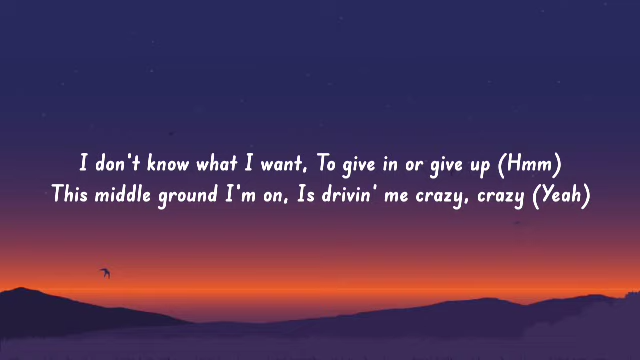 I don't know what I want, To give in or give up (Hmm)
This middle ground I'm on, Is drivin' me crazy, crazy (Yeah)